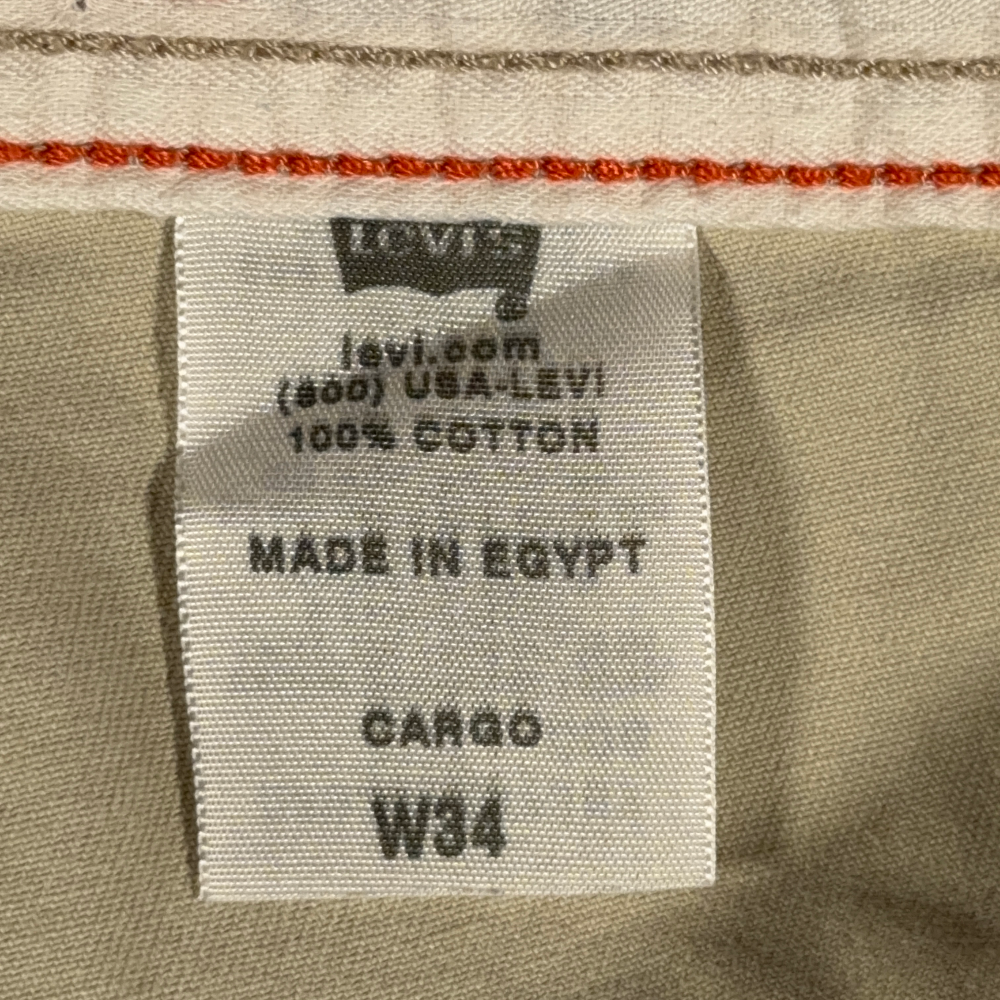 LEVI'S
®
levi.com
(800) USA-LEVI
100% COTTON
MADE IN EGYPT
CARGO
W34